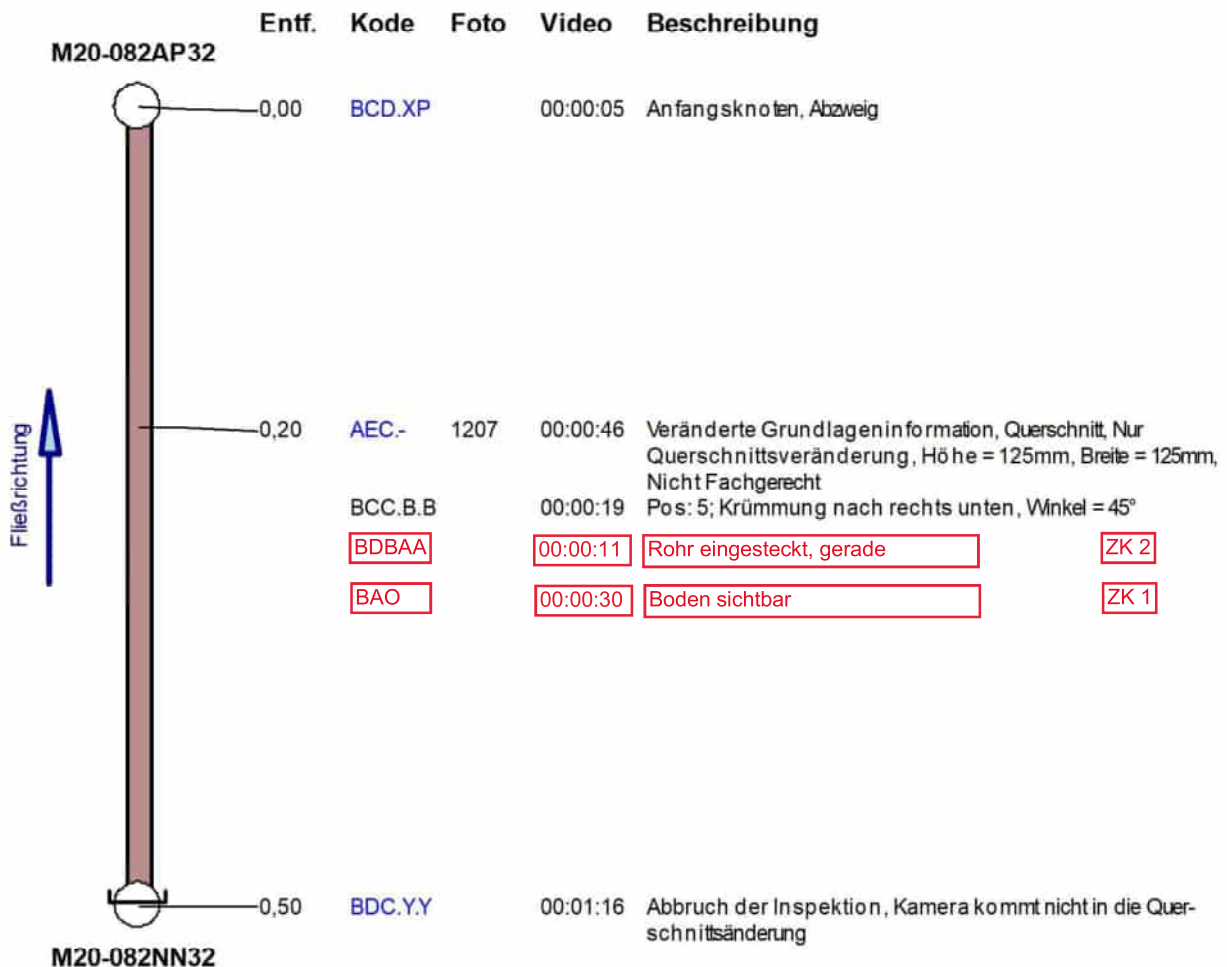 Entf. Kode Foto Video Beschreibung
M20-082AP32
0,00 BCD.XP 00:00:05 Anfangsknoten, Abzweig
Fließrichtung
0,20 AEC.- 1207 00:00:46 Veränderte Grundlageninformation, Querschnitt, Nur
Querschnittsveränderung, Höhe = 125mm, Breite = 125mm,
Nicht Fachgerecht
BCC.B.B 00:00:19 Pos: 5; Krümmung nach rechts unten, Winkel = 45°
BDBAA 00:00:11 Rohr eingesteckt, gerade ZK 2
BAO 00:00:30 Boden sichtbar ZK 1
0,50 BDC.Y.Y 00:01:16 Abbruch der Inspektion, Kamera kommt nicht in die Quer-
schnittsänderung
M20-082NN32